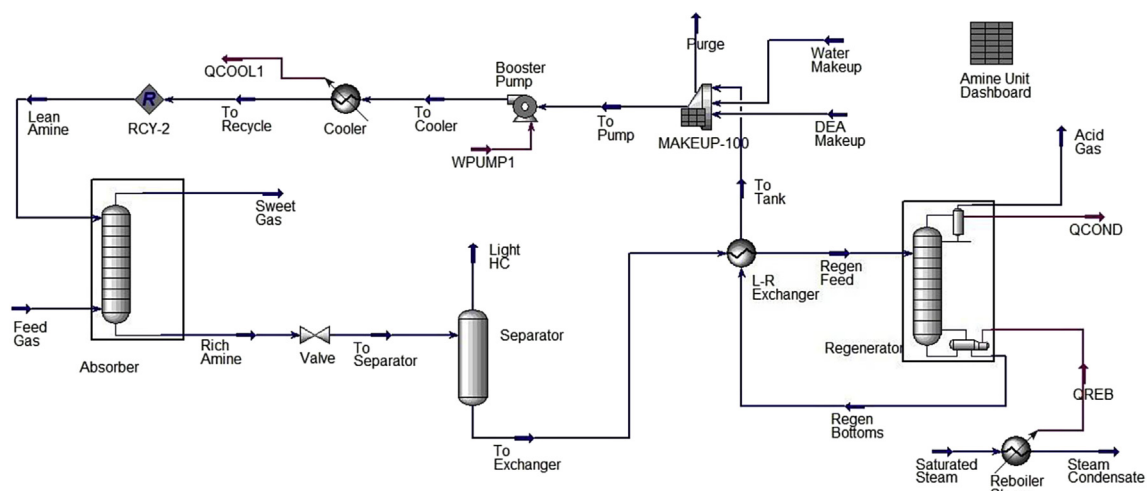 Purge
Water
Makeup
QCOOL1
Booster
Pump
Amine Unit
Dashboard
Lean
Amine
R
RCY-2
To
Recycle
Cooler
To
Cooler
To
Pump
MAKEUP-100
DEA
Makeup
WPUMP1
Acid
Gas
To
Tank
Sweet
Gas
Light
HC
QCOND
L-R
Exchanger
Regen
Feed
Feed
Gas
Absorber
Rich
Amine
Valve
To
Separator
Separator
Regenerator
Regen
Bottoms
QREB
To
Exchanger
Saturated
Steam
Reboiler
Steam
Condensate